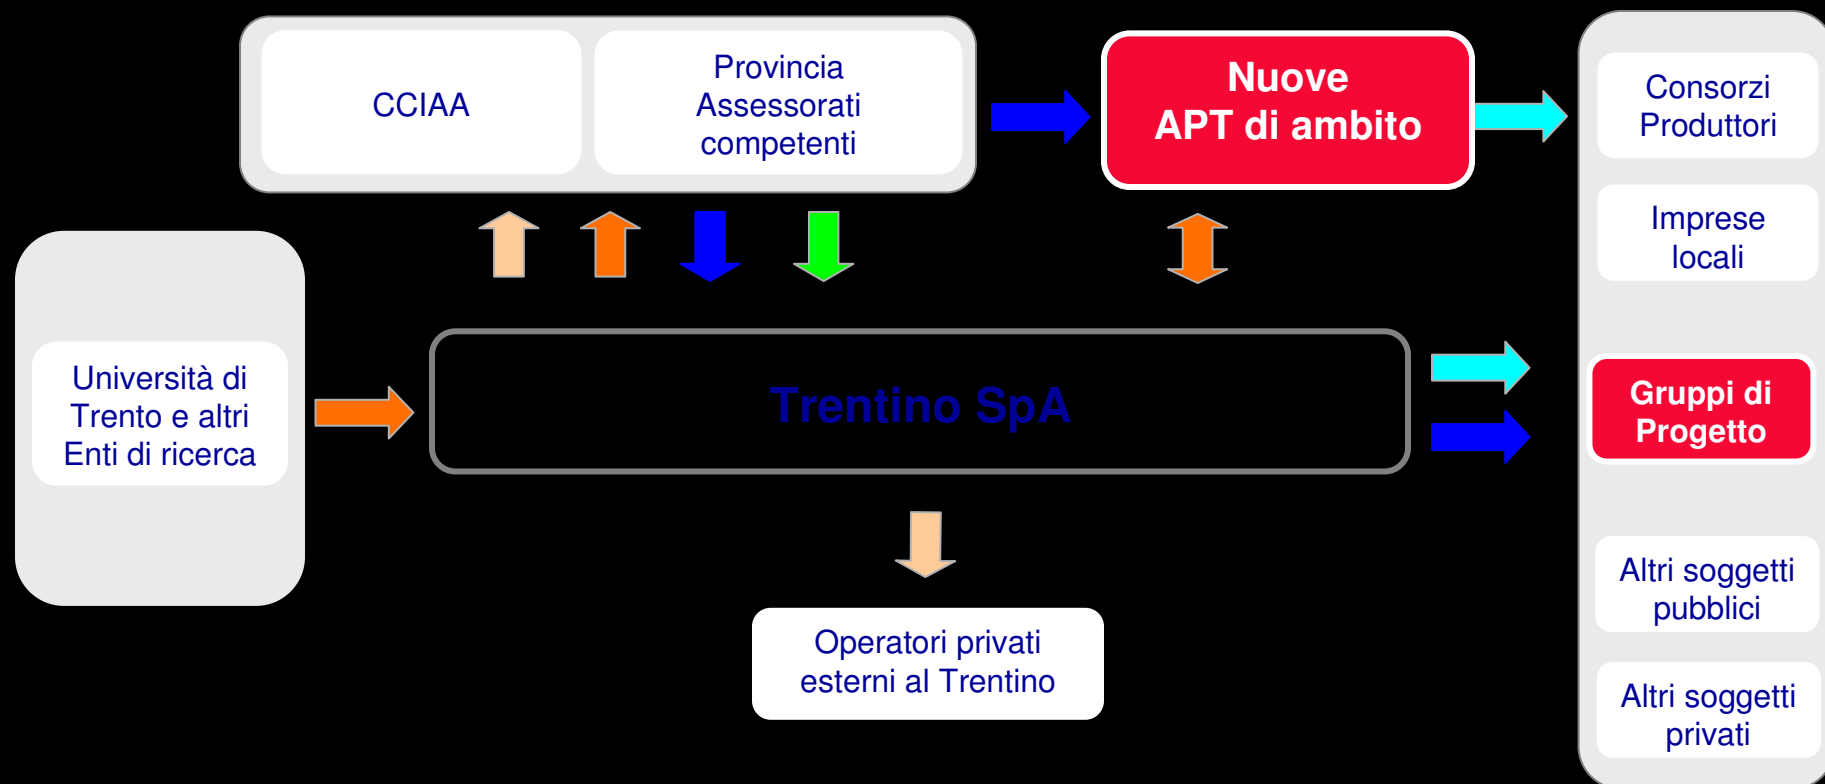 CCIAA
Provincia
Assessorati
competenti
Nuove
APT di ambito
Consorzi
Produttori
Imprese
locali
Università di
Trento e altri
Enti di ricerca
Trentino SpA
Gruppi di
Progetto
Operatori privati
esterni al Trentino
Altri soggetti
pubblici
Altri soggetti
privati